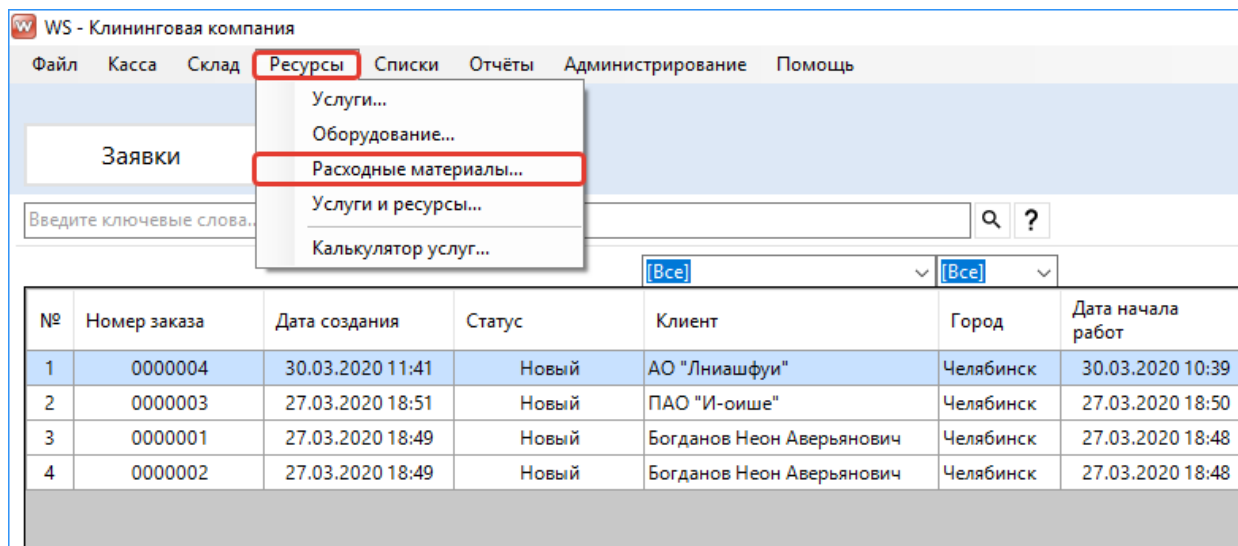 WS - Клининговая компания
Файл Касса Склад Ресурсы Списки Отчёты Администрирование Помощь
Услуги...
Оборудование...
Заявки
Расходные материалы...
Услуги и ресурсы...
Введите ключевые слова..
?
Калькулятор услуг...
[Все] [Все]
№ Номер заказа Дата создания Статус Клиент Город Дата начала работ
1 0000004 30.03.2020 11:41 Новый АО "Лниашфуи" Челябинск 30.03.2020 10:39
2 0000003 27.03.2020 18:51 Новый ПАО "И-оише" Челябинск 27.03.2020 18:50
3 0000001 27.03.2020 18:49 Новый Богданов Неон Аверьянович Челябинск 27.03.2020 18:48
4 0000002 27.03.2020 18:49 Новый Богданов Неон Аверьянович Челябинск 27.03.2020 18:48